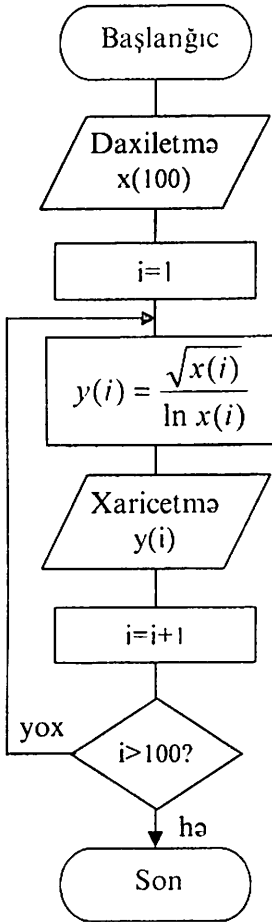 Başlanğıc
Daxiletmə
x(100)
i=1
y(i) = √x(i) / ln x(i)
Xaricetmə
y(i)
i=i+1
i>100?
yox
hə
Son